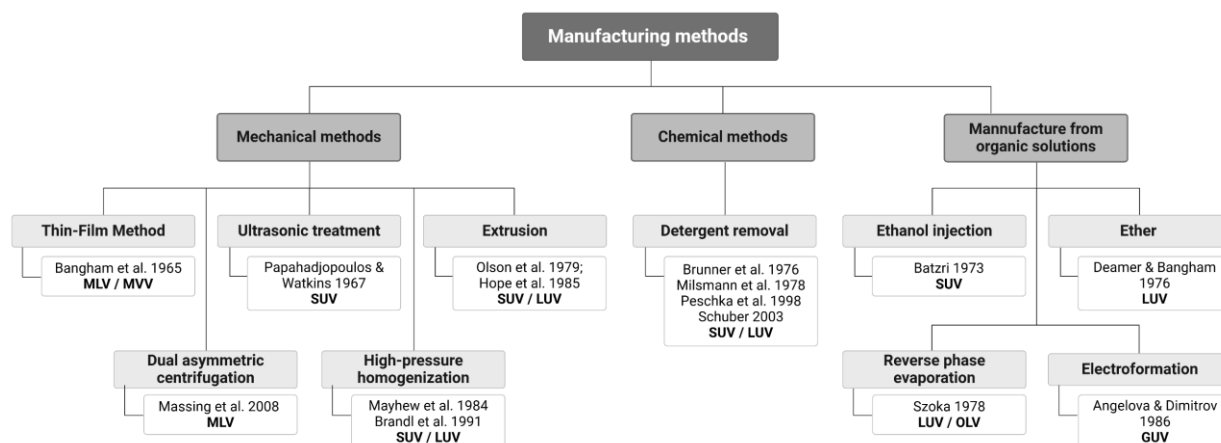 Manufacturing methods
Mechanical methods
Chemical methods
Mannufacture from
organic solutions
Thin-Film Method
Bangham et al. 1965
MLV / MVV
Ultrasonic treatment
Papahadjopoulos &
Watkins 1967
SUV
Extrusion
Olson et al. 1979;
Hope et al. 1985
SUV / LUV
Detergent removal
Brunner et al. 1976
Milsmann et al. 1978
Peschka et al. 1998
Schuber 2003
SUV / LUV
Ethanol injection
Batzri 1973
SUV
Ether
Deamer & Bangham
1976
LUV
Dual asymmetric
centrifugation
Massing et al. 2008
MLV
High-pressure
homogenization
Mayhew et al. 1984
Brandl et al. 1991
SUV / LUV
Reverse phase
evaporation
Szoka 1978
LUV / OLV
Electroformation
Angelova & Dimitrov
1986
GUV